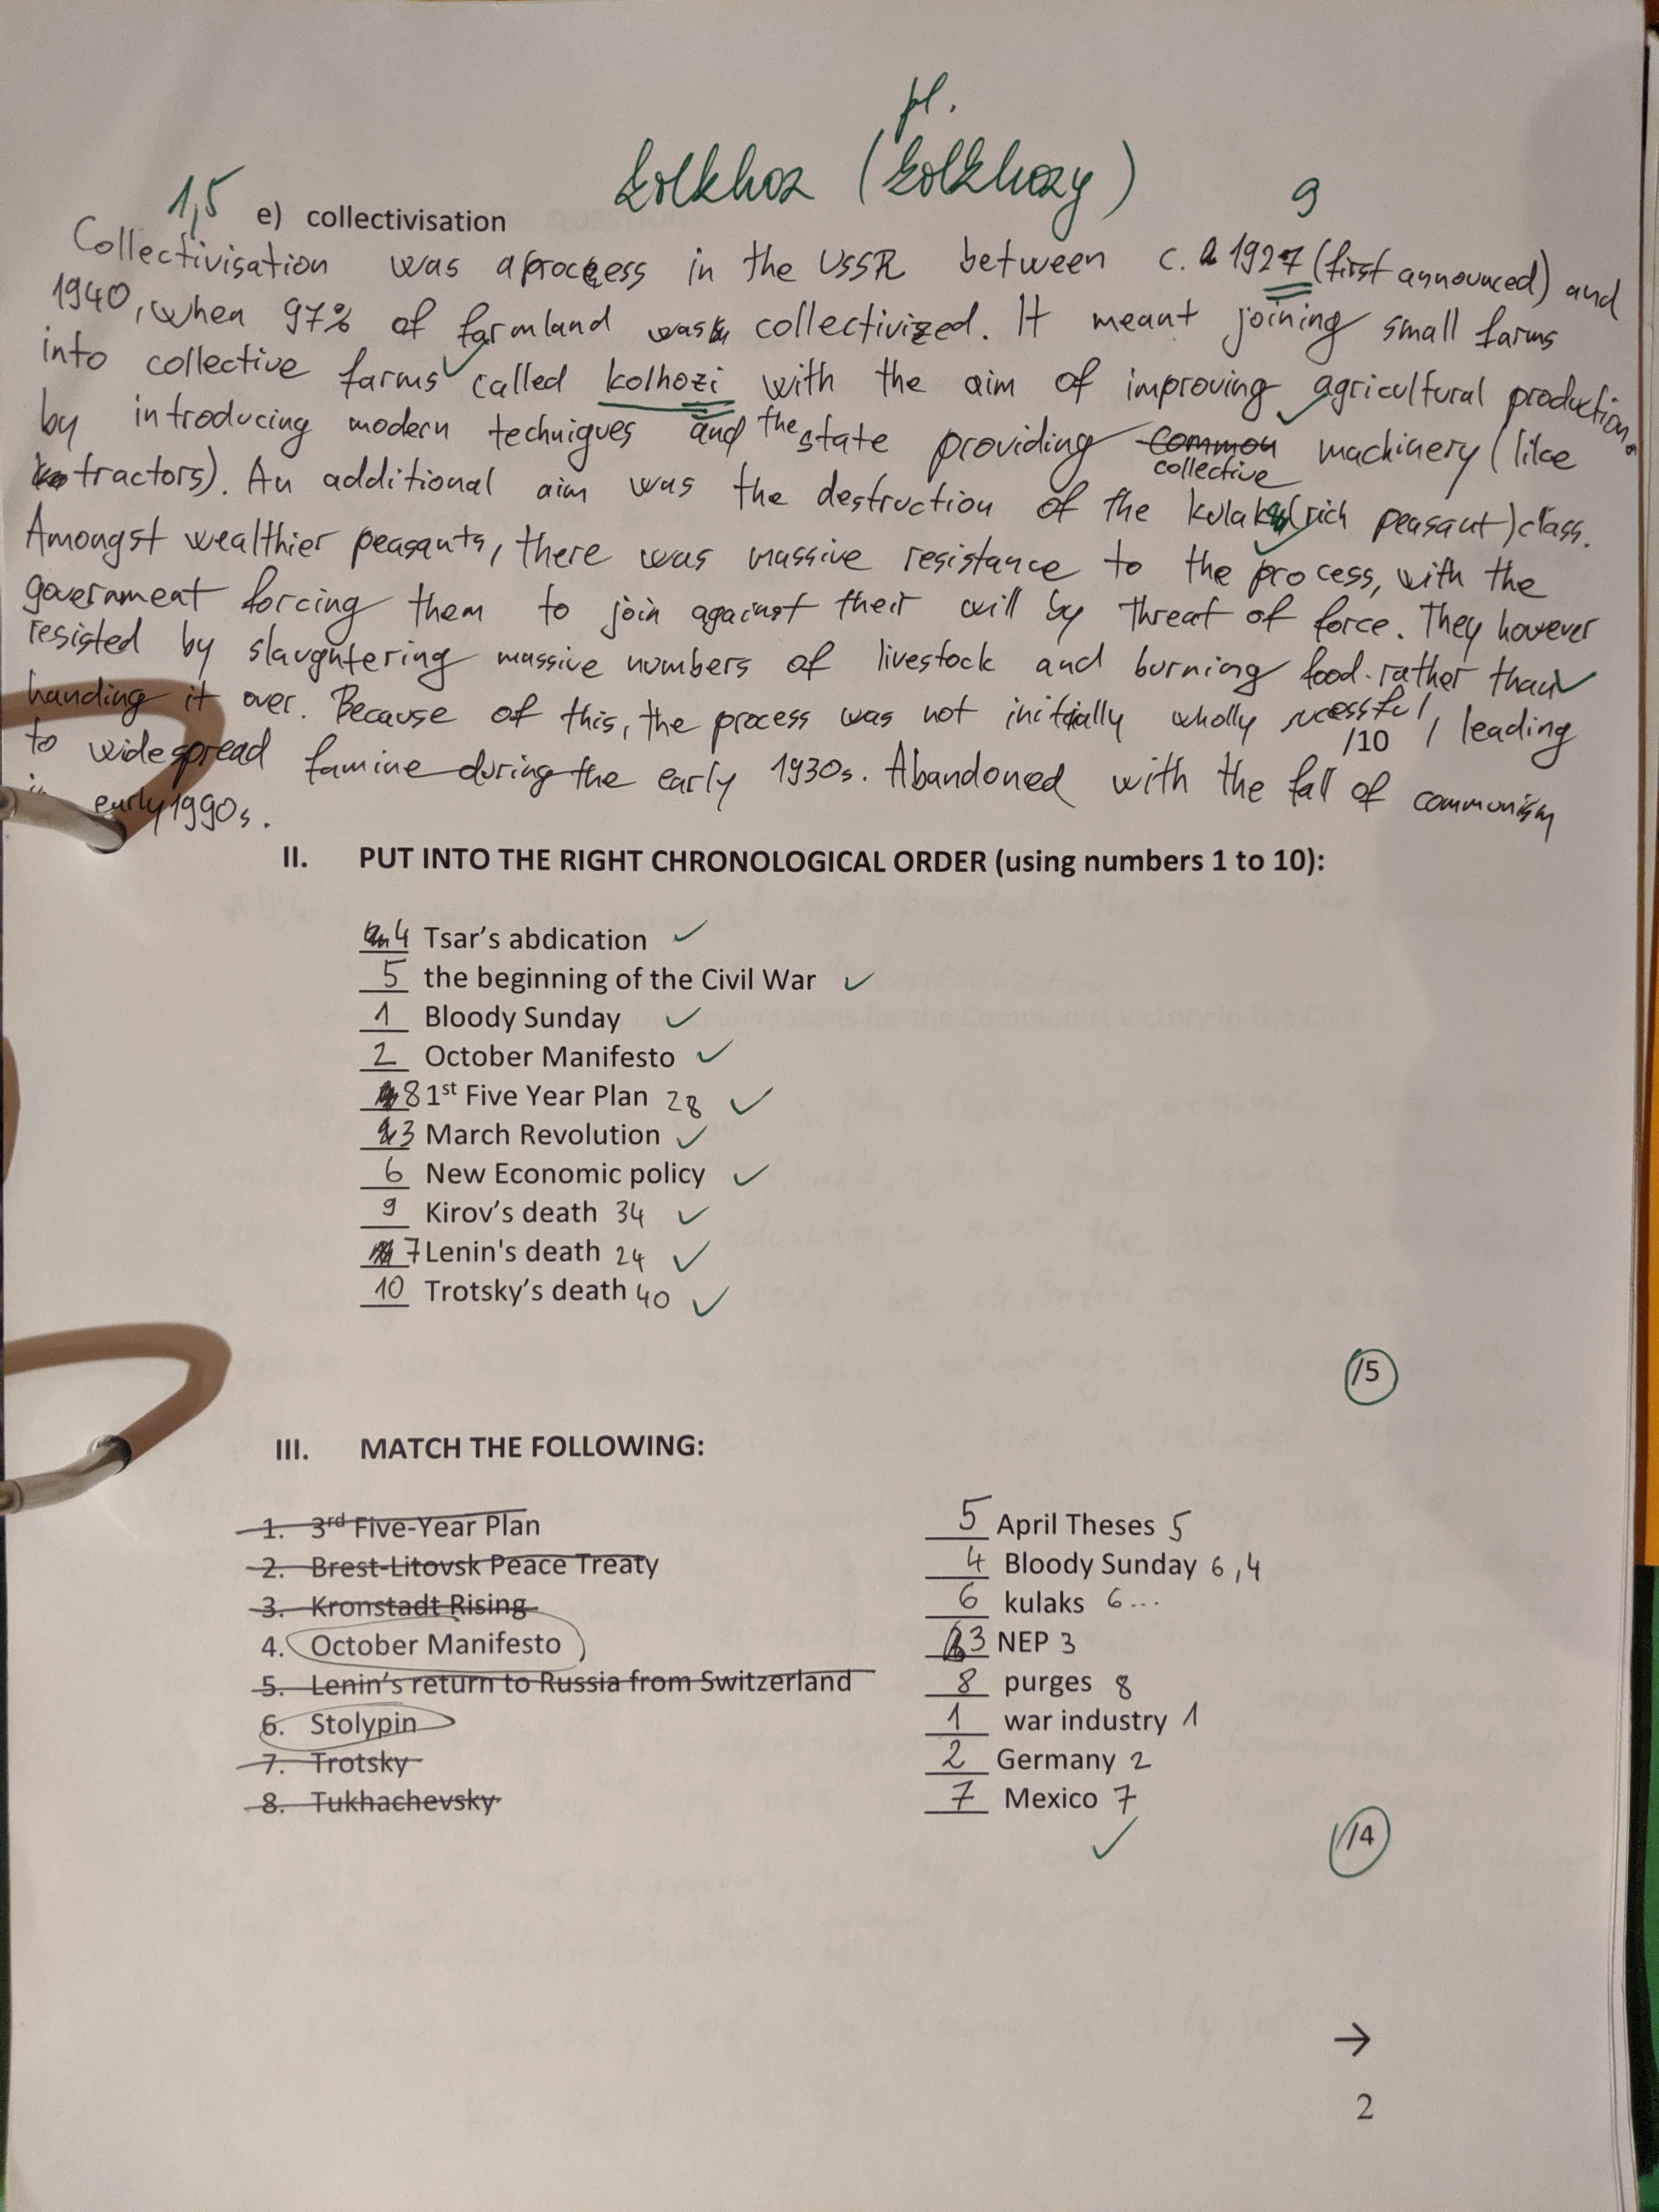 pl.
kolkhoz (kolkhozy)
1,5 e) collectivisation 9
Collectivisation was a process in the USSR between c. 1927 (first announced) and
1940, when 97% of farmland was collectivized. It meant joining small farms
into collective farms called kolhozi with the aim of improving agricultural production
by introducing modern techniques and the state providing common collective machinery (like
tractors). An additional aim was the destruction of the kulak (rich peasant) class.
Amongst wealthier peasants, there was massive resistance to the process, with the
government forcing them to join against their will by threat of force. They however
resisted by slaughtering massive numbers of livestock and burning food rather than
handing it over. Because of this, the process was not initially wholly sucessful, leading
/10
to widespread famine during the early 1930s. Abandoned with the fall of communism
in early 1990s.
II. PUT INTO THE RIGHT CHRONOLOGICAL ORDER (using numbers 1 to 10):
4 Tsar's abdication ✓
5 the beginning of the Civil War ✓
1 Bloody Sunday ✓
2 October Manifesto ✓
8 1st Five Year Plan 28 ✓
3 March Revolution ✓
6 New Economic policy ✓
9 Kirov's death 34 ✓
7 Lenin's death 24 ✓
10 Trotsky's death 40 ✓
/5
III. MATCH THE FOLLOWING:
1. 3rd Five-Year Plan 5 April Theses 5
2. Brest-Litovsk Peace Treaty 4 Bloody Sunday 6,4
3. Kronstadt Rising 6 kulaks 6...
4. October Manifesto 3 NEP 3
5. Lenin's return to Russia from Switzerland 8 purges 8
6. Stolypin 1 war industry 1
7. Trotsky 2 Germany 2
8. Tukhachevsky 7 Mexico 7
✓ /4
→
2